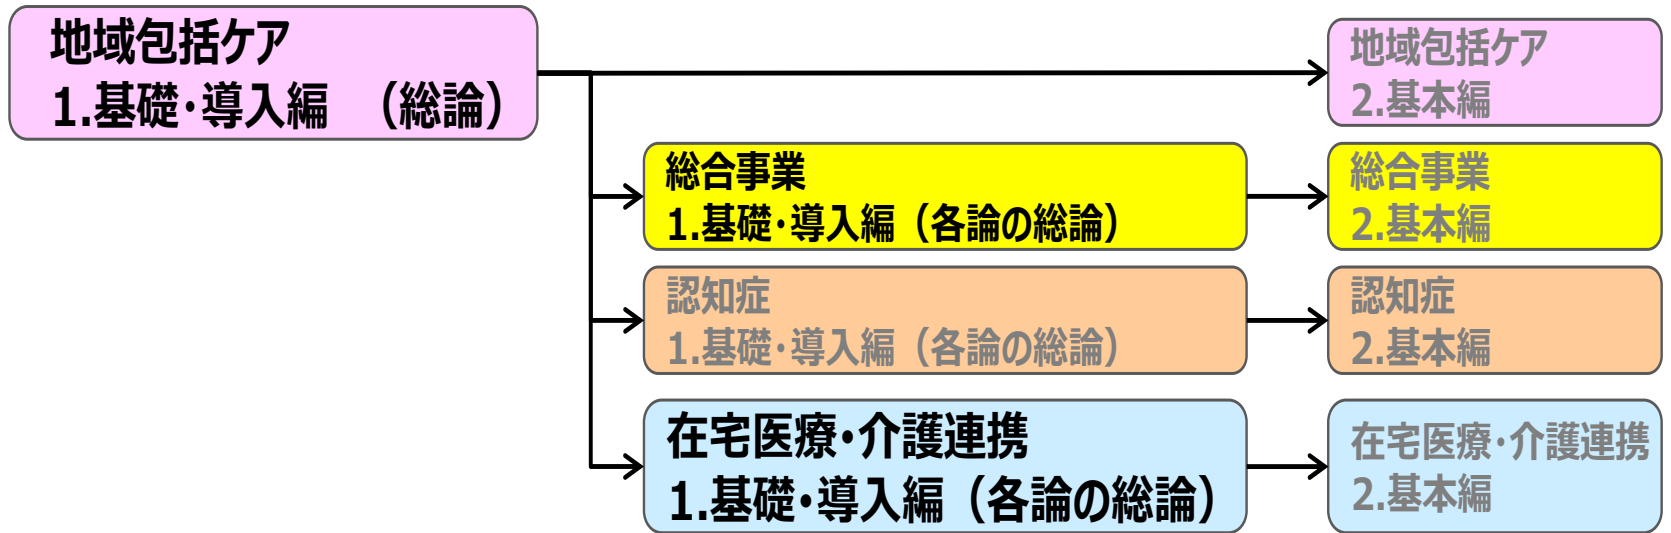 地域包括ケア
1.基礎・導入編　（総論）
地域包括ケア
2.基本編
総合事業
1.基礎・導入編（各論の総論）
総合事業
2.基本編
認知症
1.基礎・導入編（各論の総論）
認知症
2.基本編
在宅医療・介護連携
1.基礎・導入編（各論の総論）
在宅医療・介護連携
2.基本編